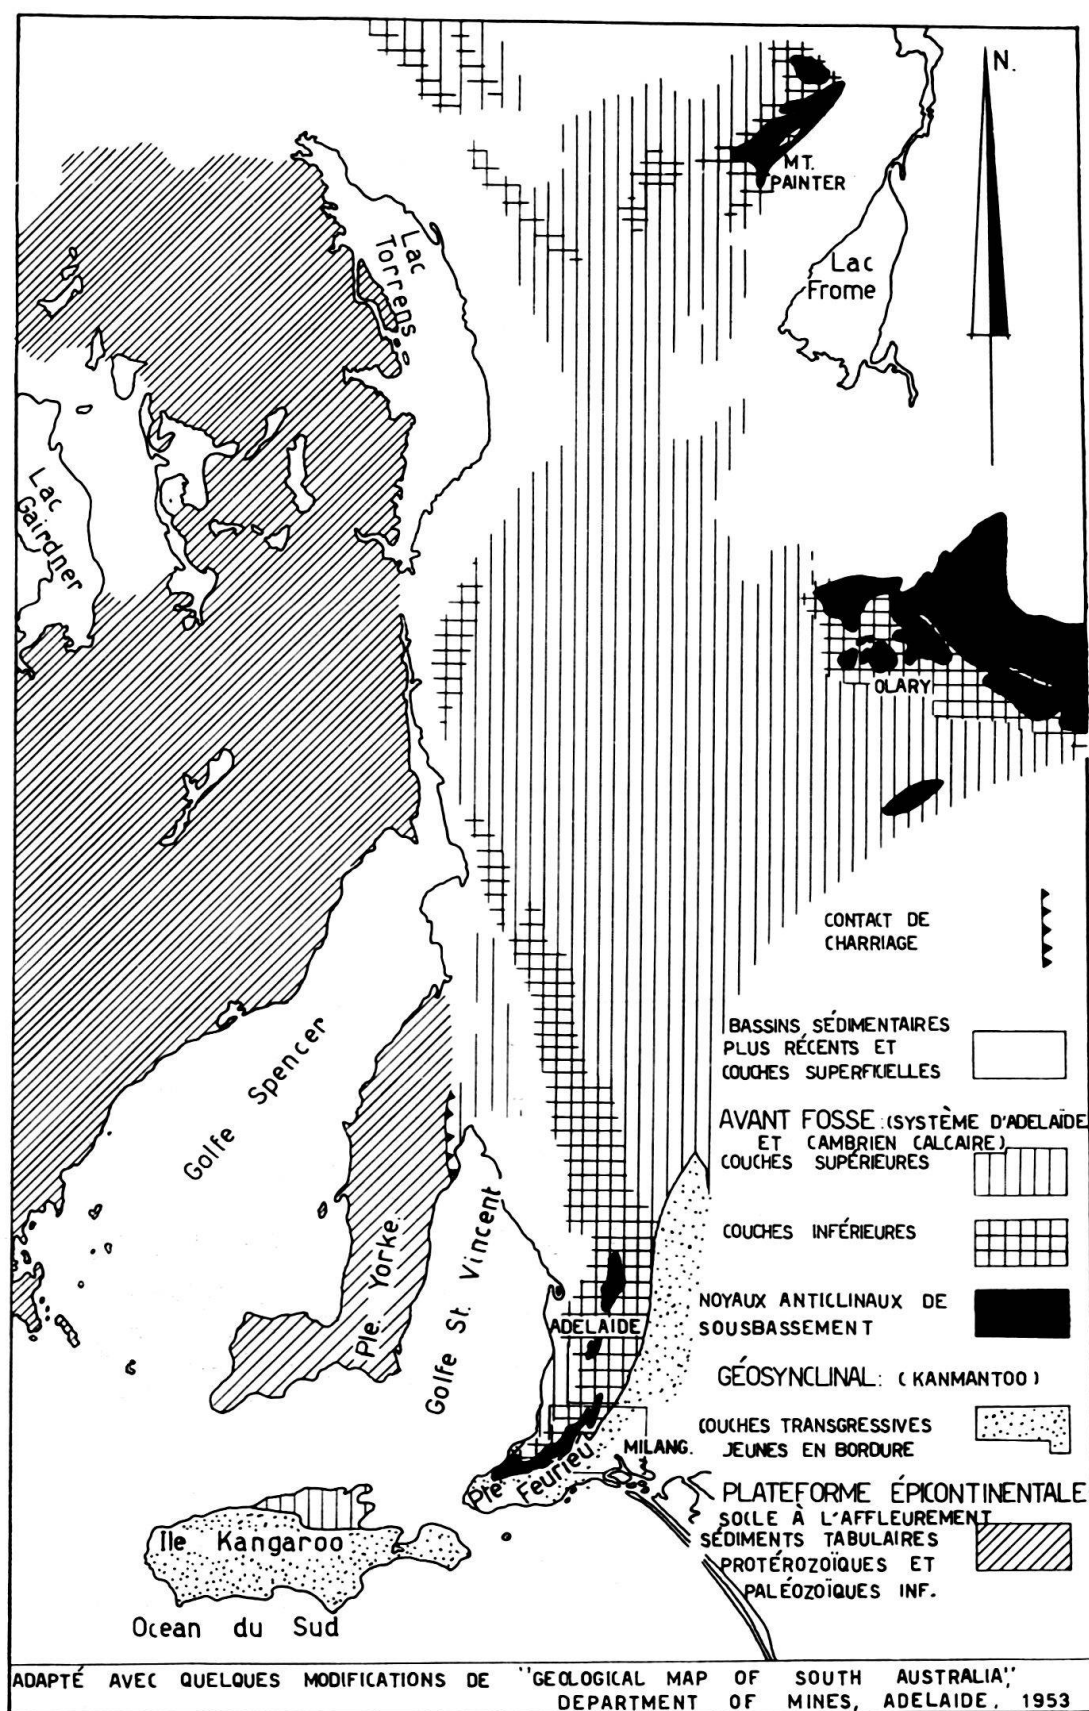 N.
MT.
PAINTER
Lac
Torrens
Lac
Frome
Lac
Gairdner
OLARY
CONTACT DE
CHARRIAGE
Golfe Spencer
BASSINS SÉDIMENTAIRES
PLUS RÉCENTS ET
COUCHES SUPERFICIELLES
AVANT FOSSE: (SYSTÈME D'ADELAÏDE
ET CAMBRIEN CALCAIRE)
COUCHES SUPÉRIEURES
COUCHES INFÉRIEURES
Ple Yorke
Golfe St. Vincent
ADELAIDE
NOYAUX ANTICLINAUX DE
SOUSBASSEMENT
GÉOSYNCLINAL: (KANMANTOO)
COUCHES TRANSGRESSIVES
JEUNES EN BORDURE
MILANG.
Ple Feurieu
PLATEFORME ÉPICONTINENTALE
SOCLE À L'AFFLEUREMENT
SÉDIMENTS TABULAIRES
PROTÉROZOÏQUES ET
PALÉOZOÏQUES INF.
Ile Kangaroo
Ocean du Sud
ADAPTÉ AVEC QUELQUES MODIFICATIONS DE "GEOLOGICAL MAP OF SOUTH AUSTRALIA",
DEPARTMENT OF MINES, ADELAIDE, 1953